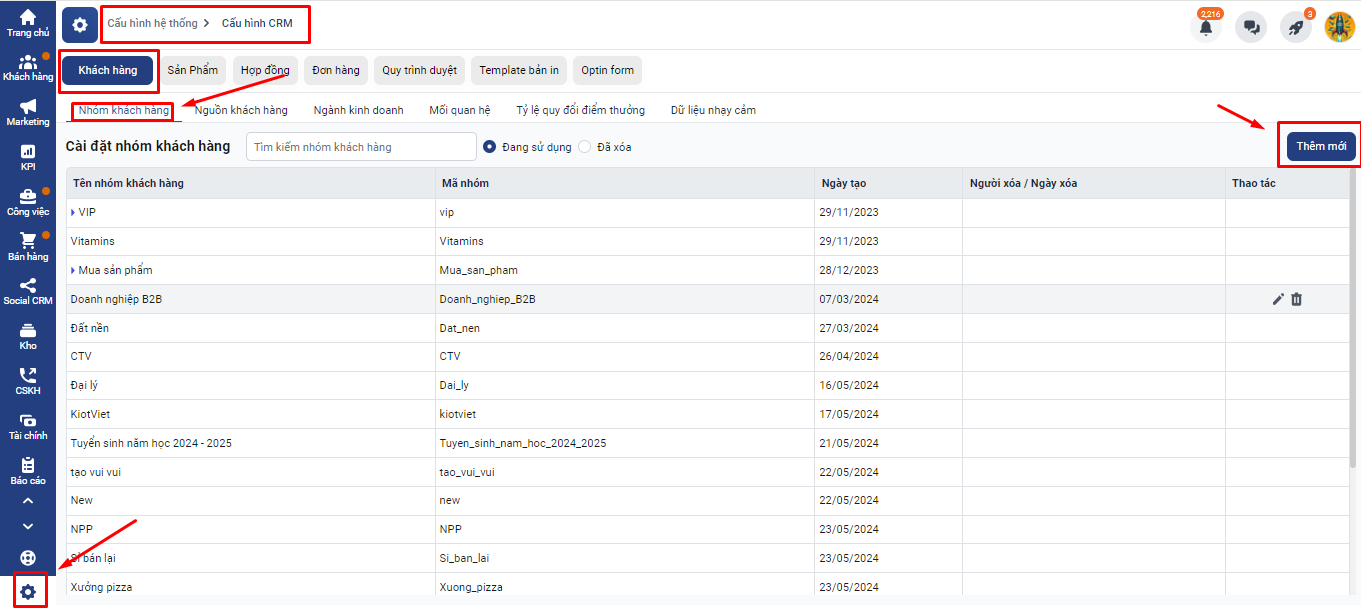 Trang chủ
Khách hàng
Marketing
KPI
Công việc
Bán hàng
Social CRM
Kho
CSKH
Tài chính
Báo cáo
Cấu hình hệ thống > Cấu hình CRM
2,216
3
Khách hàng Sản Phẩm Hợp đồng Đơn hàng Quy trình duyệt Template bản in Optin form
Nhóm khách hàng Nguồn khách hàng Ngành kinh doanh Mối quan hệ Tỷ lệ quy đổi điểm thưởng Dữ liệu nhạy cảm
Cài đặt nhóm khách hàng Tìm kiếm nhóm khách hàng Đang sử dụng Đã xóa Thêm mới
Tên nhóm khách hàng Mã nhóm Ngày tạo Người xóa / Ngày xóa Thao tác
VIP vip 29/11/2023
Vitamins Vitamins 29/11/2023
Mua sản phẩm Mua_san_pham 28/12/2023
Doanh nghiệp B2B Doanh_nghiep_B2B 07/03/2024
Đất nền Dat_nen 27/03/2024
CTV CTV 26/04/2024
Đại lý Dai_ly 16/05/2024
KiotViet kiotviet 17/05/2024
Tuyển sinh năm học 2024 - 2025 Tuyen_sinh_nam_hoc_2024_2025 21/05/2024
tạo vui vui tao_vui_vui 22/05/2024
New new 22/05/2024
NPP NPP 23/05/2024
Sỉ bán lại Si_ban_lai 23/05/2024
Xưởng pizza Xuong_pizza 23/05/2024